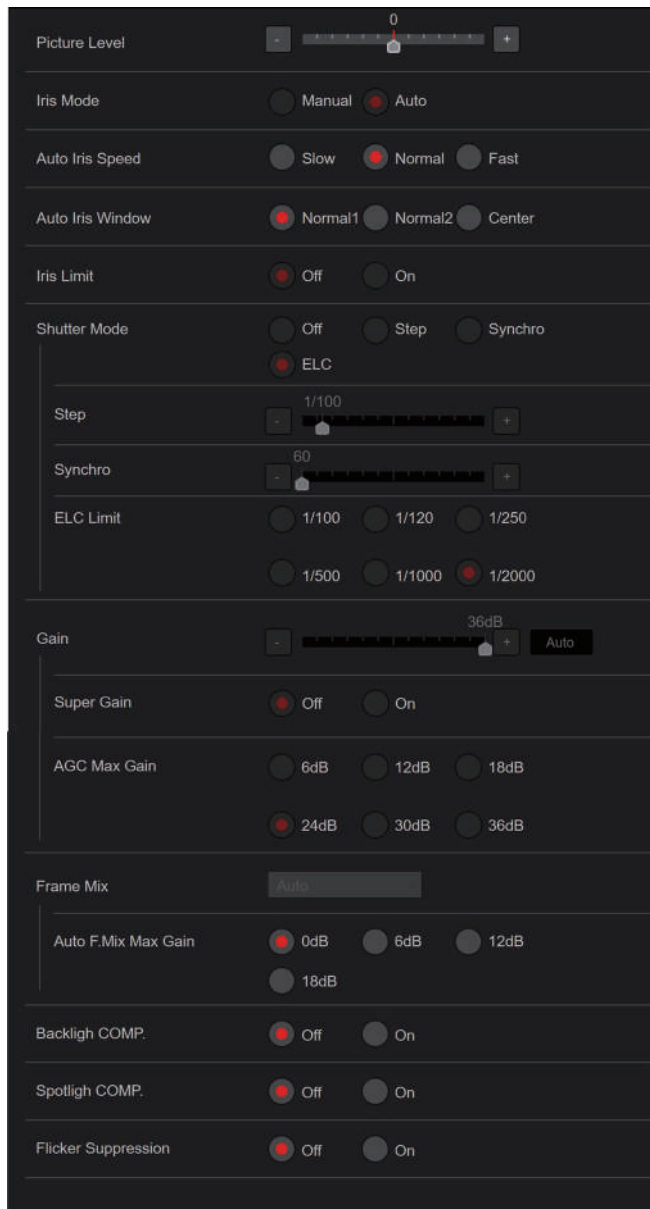 0
Picture Level - +
Iris Mode Manual Auto
Auto Iris Speed Slow Normal Fast
Auto Iris Window Normal1 Normal2 Center
Iris Limit Off On
Shutter Mode Off Step Synchro
ELC
1/100
Step - +
60
Synchro - +
ELC Limit 1/100 1/120 1/250
1/500 1/1000 1/2000
36dB
Gain - + Auto
Super Gain Off On
AGC Max Gain 6dB 12dB 18dB
24dB 30dB 36dB
Frame Mix Auto
Auto F.Mix Max Gain 0dB 6dB 12dB
18dB
Backligh COMP. Off On
Spotligh COMP. Off On
Flicker Suppression Off On